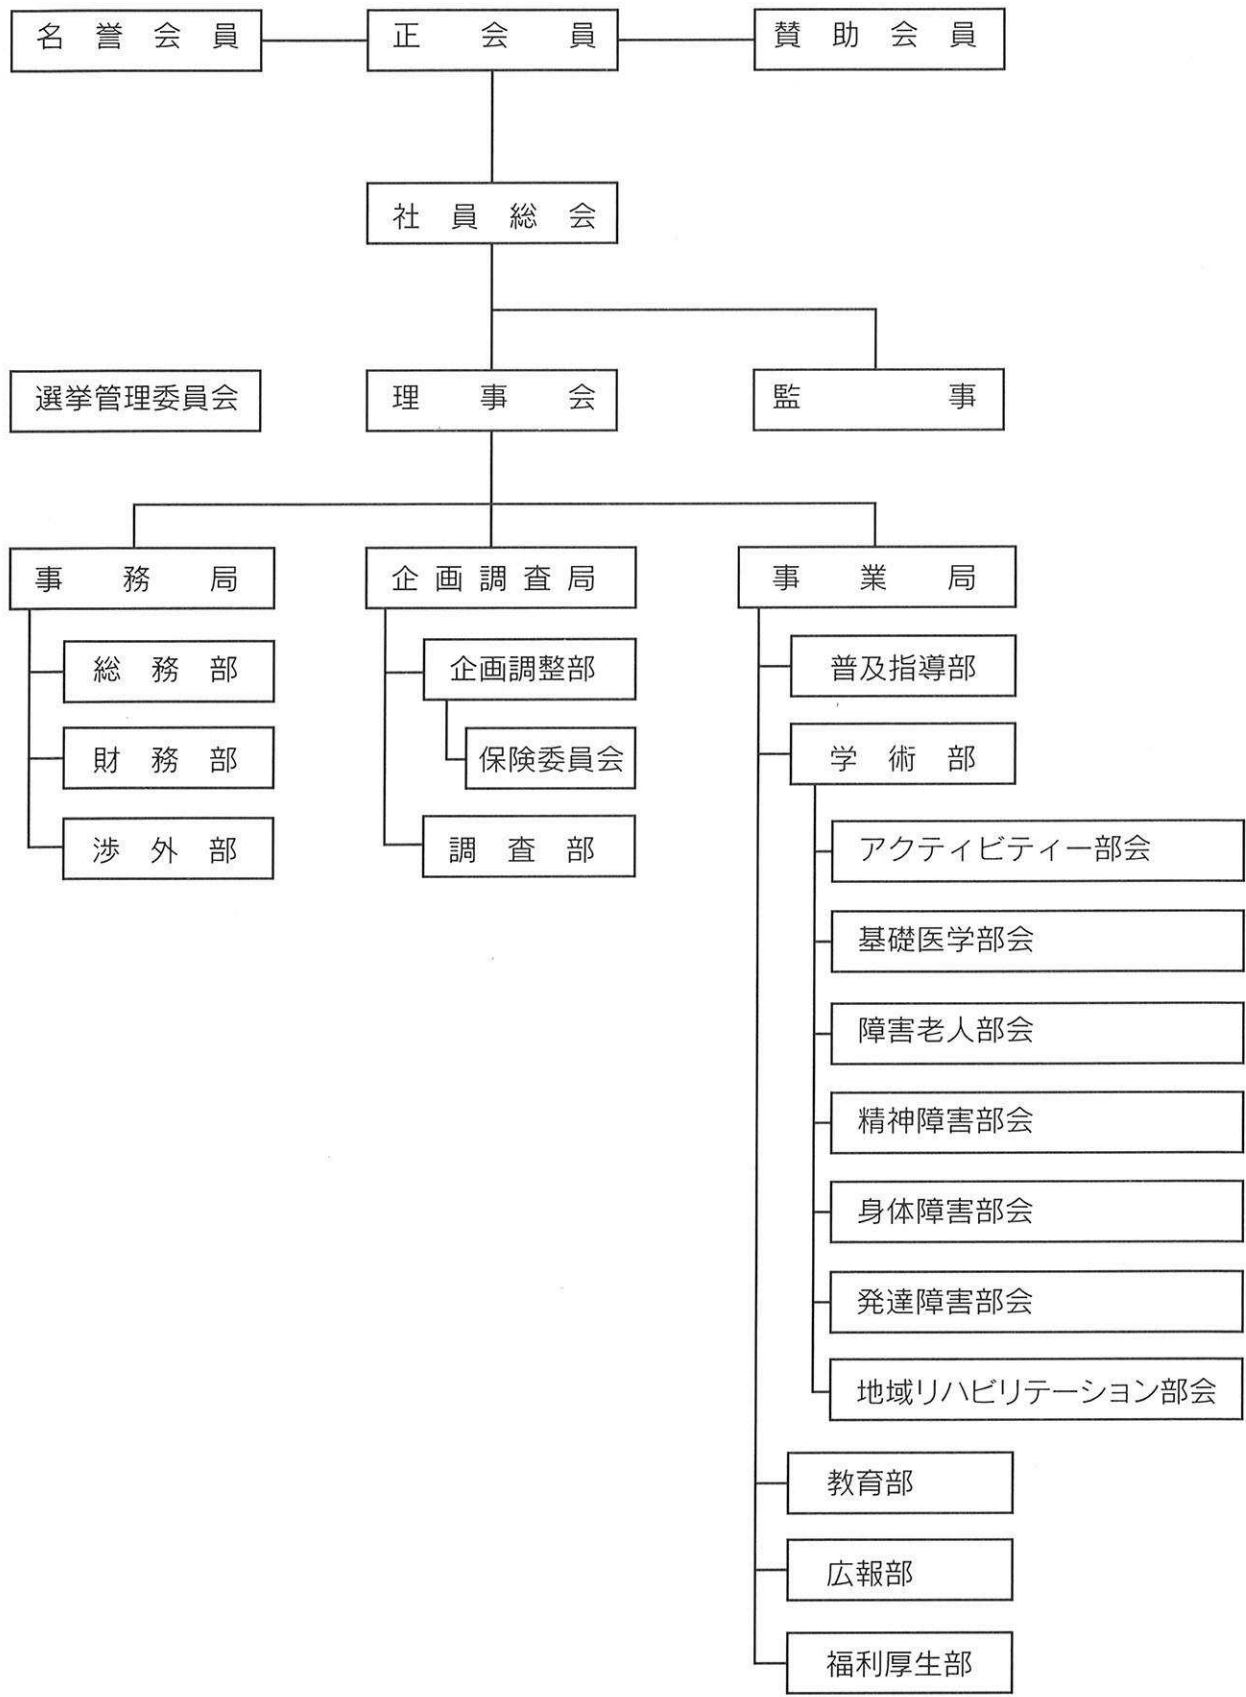 名誉会員
正会員
賛助会員
社員総会
選挙管理委員会
理事会
監事
事務局
企画調査局
事業局
総務部
企画調整部
普及指導部
財務部
保険委員会
学術部
渉外部
調査部
アクティビティー部会
基礎医学部会
障害老人部会
精神障害部会
身体障害部会
発達障害部会
地域リハビリテーション部会
教育部
広報部
福利厚生部